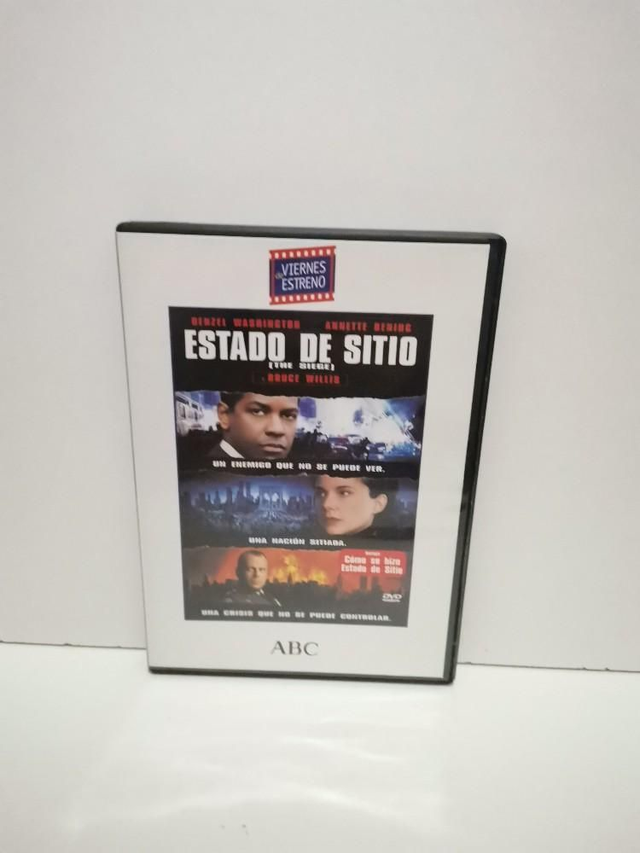 VIERNES
de
ESTRENO
DENZEL WASHINGTON ANNETTE BENING
ESTADO DE SITIO
[THE SIEGE]
BRUCE WILLIS
UN ENEMIGO QUE NO SE PUEDE VER.
UNA NACIÓN SITIADA.
Cómo se hizo
Estado de Sitio
DVD
UNA CRISIS QUE NO SE PUEDE CONTROLAR.
ABC